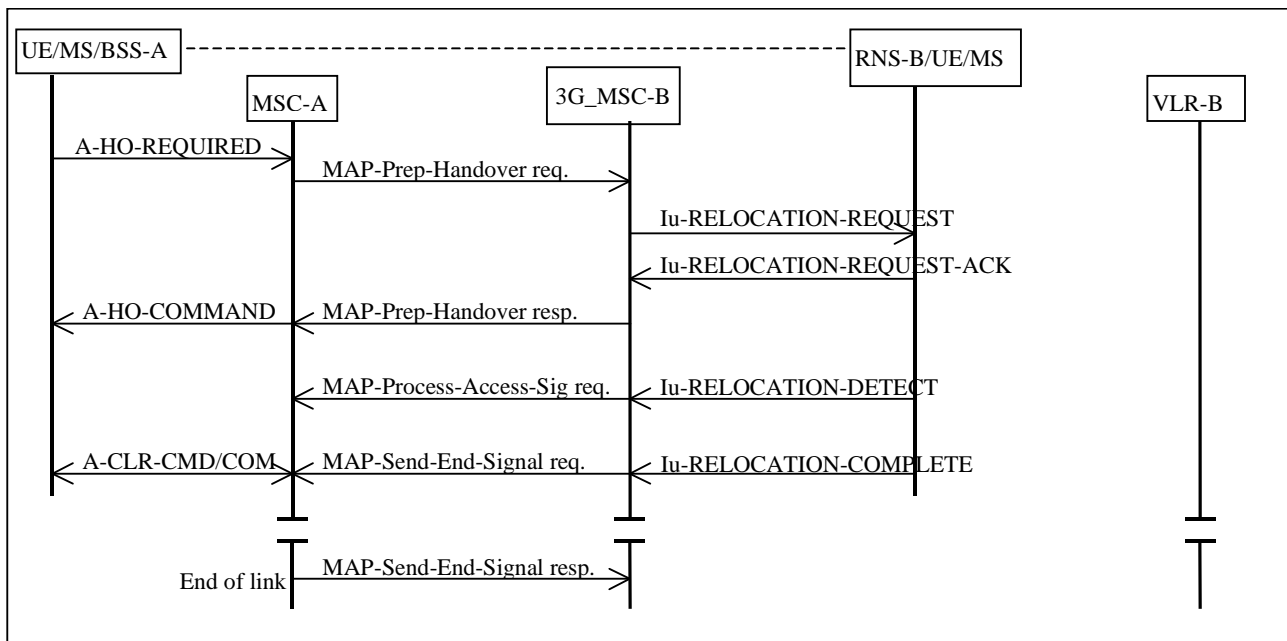 UE/MS/BSS-A
RNS-B/UE/MS
MSC-A
3G_MSC-B
VLR-B
A-HO-REQUIRED
MAP-Prep-Handover req.
Iu-RELOCATION-REQUEST
Iu-RELOCATION-REQUEST-ACK
A-HO-COMMAND
MAP-Prep-Handover resp.
MAP-Process-Access-Sig req.
Iu-RELOCATION-DETECT
A-CLR-CMD/COM
MAP-Send-End-Signal req.
Iu-RELOCATION-COMPLETE
End of link
MAP-Send-End-Signal resp.